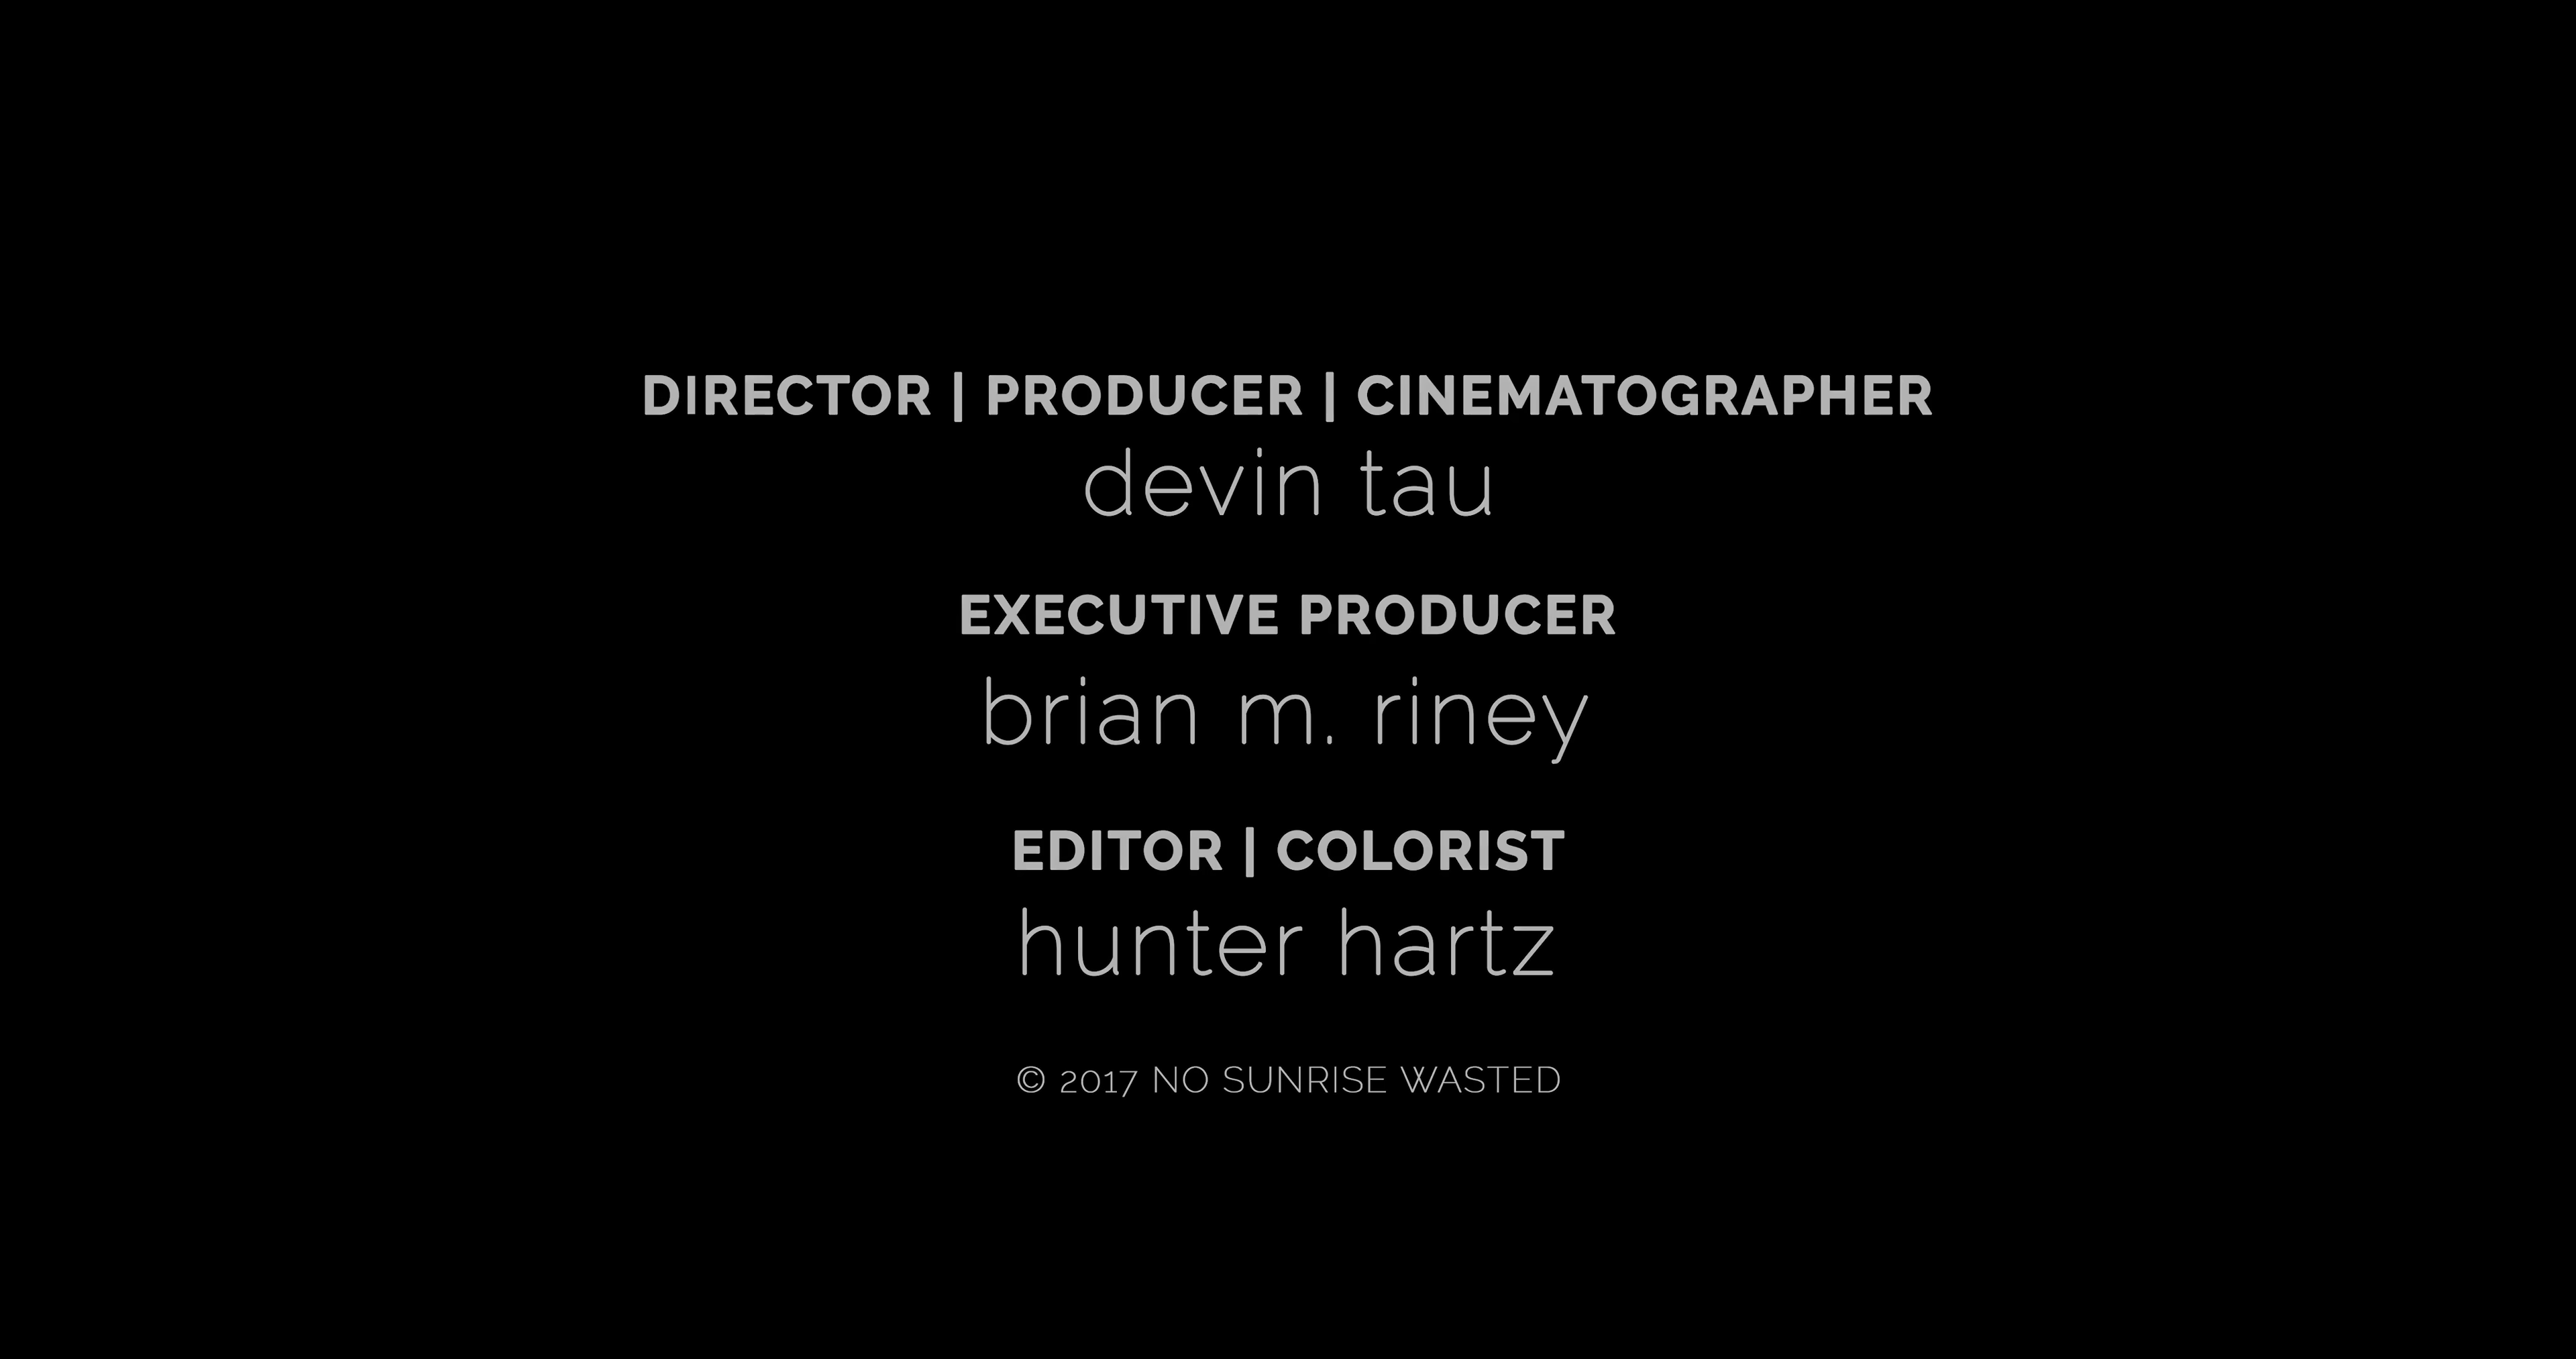 DIRECTOR | PRODUCER | CINEMATOGRAPHER
devin tau
EXECUTIVE PRODUCER
brian m. riney
EDITOR | COLORIST
hunter hartz
© 2017 NO SUNRISE WASTED